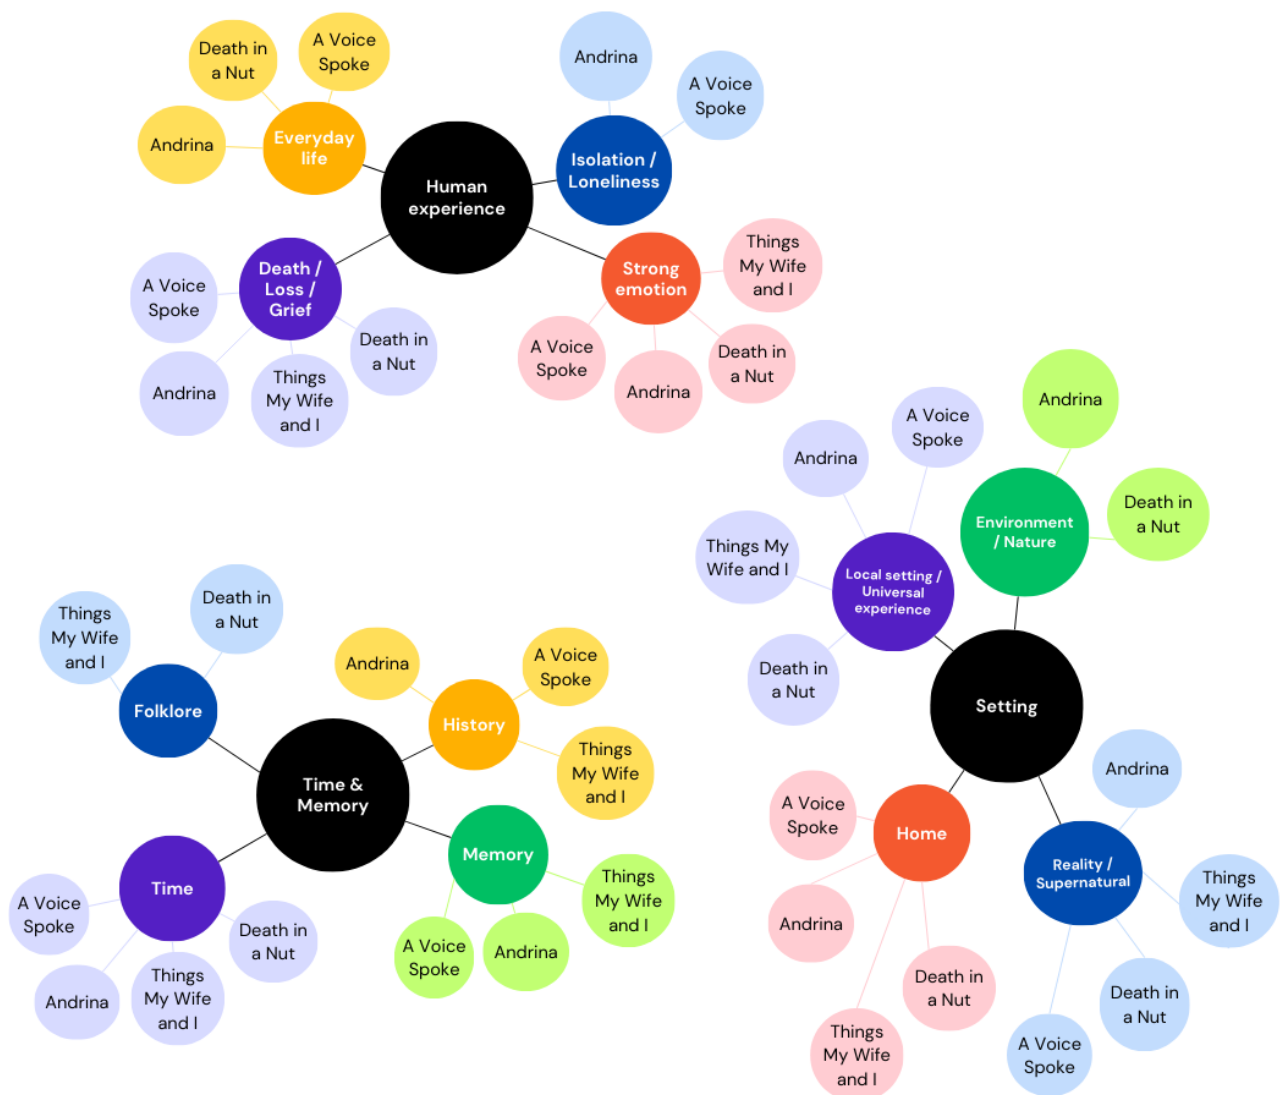 Human
experience
Everyday
life
Death in
a Nut
A Voice
Spoke
Andrina
Isolation /
Loneliness
Andrina
A Voice
Spoke
Death /
Loss /
Grief
A Voice
Spoke
Andrina
Things
My Wife
and I
Death in
a Nut
Strong
emotion
Things
My Wife
and I
A Voice
Spoke
Andrina
Death in
a Nut
Setting
Environment
/ Nature
Andrina
Death in
a Nut
Local setting /
Universal
experience
A Voice
Spoke
Andrina
Things My
Wife and I
Death in
a Nut
Home
A Voice
Spoke
Andrina
Things
My Wife
and I
Death in
a Nut
Reality /
Supernatural
Andrina
Things
My Wife
and I
Death in
a Nut
A Voice
Spoke
Time &
Memory
Folklore
Things
My Wife
and I
Death in
a Nut
History
Andrina
A Voice
Spoke
Things
My Wife
and I
Memory
Things
My Wife
and I
A Voice
Spoke
Andrina
Time
A Voice
Spoke
Andrina
Things
My Wife
and I
Death in
a Nut